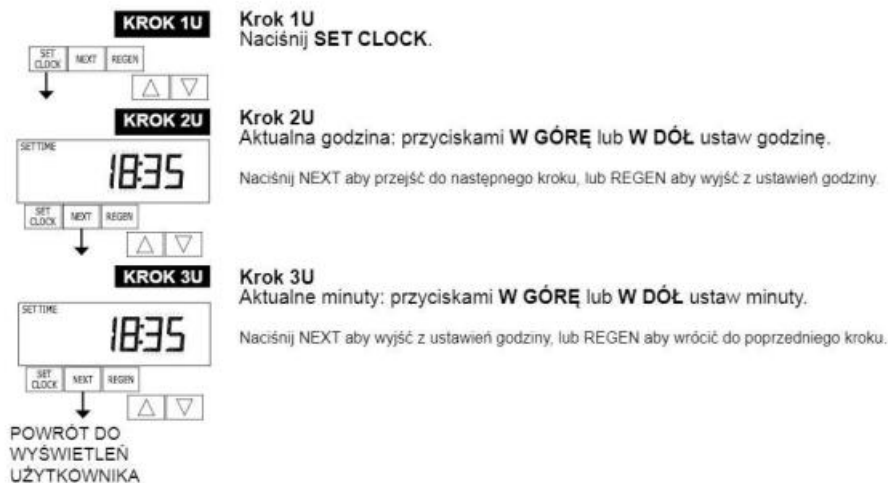 KROK 1U
Krok 1U
Naciśnij SET CLOCK.
SET CLOCK NEXT REGEN
KROK 2U
Krok 2U
Aktualna godzina: przyciskami W GÓRĘ lub W DÓŁ ustaw godzinę.
SET TIME
18:35
Naciśnij NEXT aby przejść do następnego kroku, lub REGEN aby wyjść z ustawień godziny.
SET CLOCK NEXT REGEN
KROK 3U
Krok 3U
Aktualne minuty: przyciskami W GÓRĘ lub W DÓŁ ustaw minuty.
SET TIME
18:35
Naciśnij NEXT aby wyjść z ustawień godziny, lub REGEN aby wrócić do poprzedniego kroku.
SET CLOCK NEXT REGEN
POWRÓT DO
WYŚWIETLEŃ
UŻYTKOWNIKA